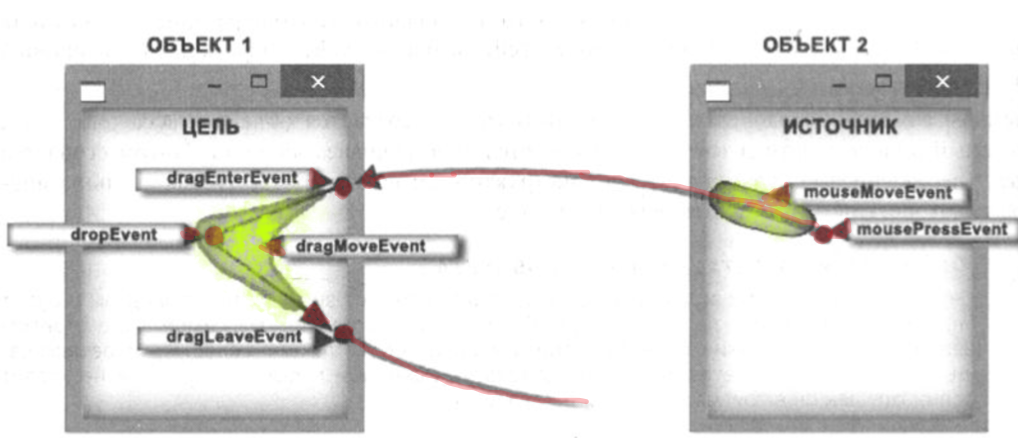 ОБЪЕКТ 1
ОБЪЕКТ 2
ЦЕЛЬ
ИСТОЧНИК
dragEnterEvent
mouseMoveEvent
dropEvent
dragMoveEvent
mousePressEvent
dragLeaveEvent